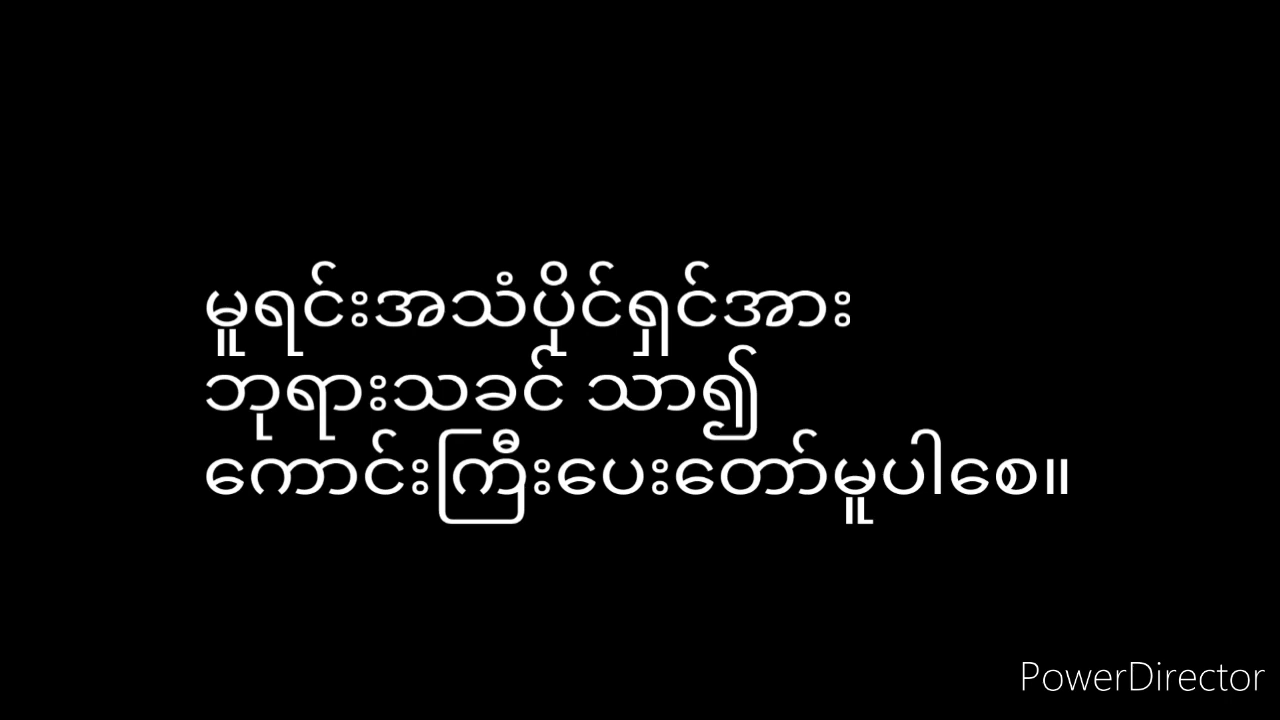 မူရင်းအသံပိုင်ရှင်အား
ဘုရားသခင် သာ၍
ကောင်းကြီးပေးတော်မူပါစေ။
PowerDirector